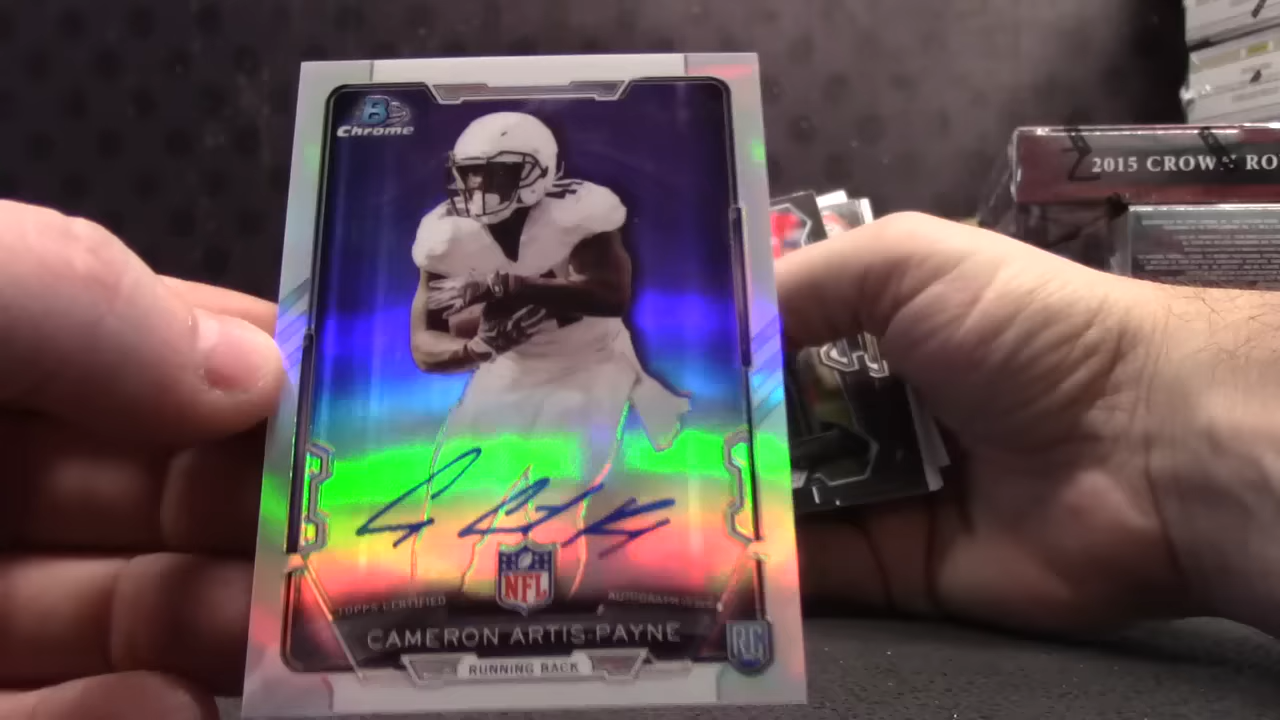 B
Chrome
2015 CROWN RO
NFL
TOPPS CERTIFIED
AUTOGRAPH ISSUE
CAMERON ARTIS-PAYNE
RC
RUNNING BACK